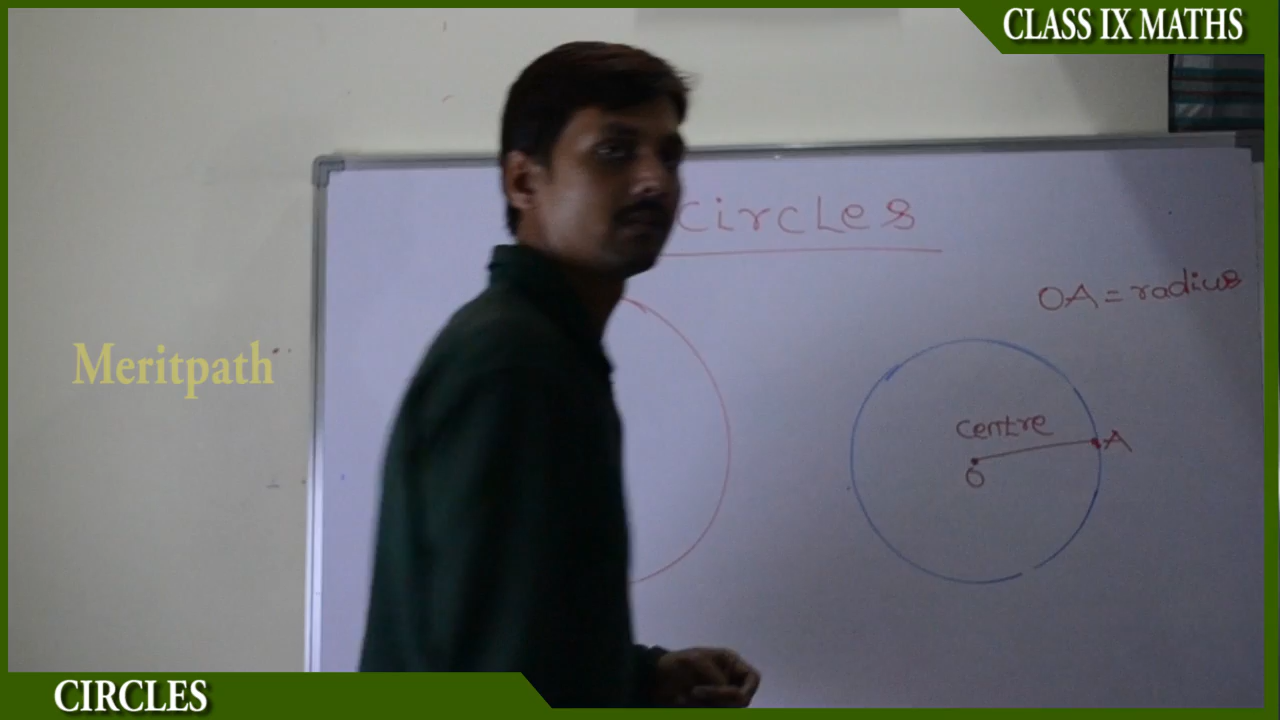 CLASS IX MATHS
circles
OA = radius
Meritpath
centre
A
O
CIRCLES